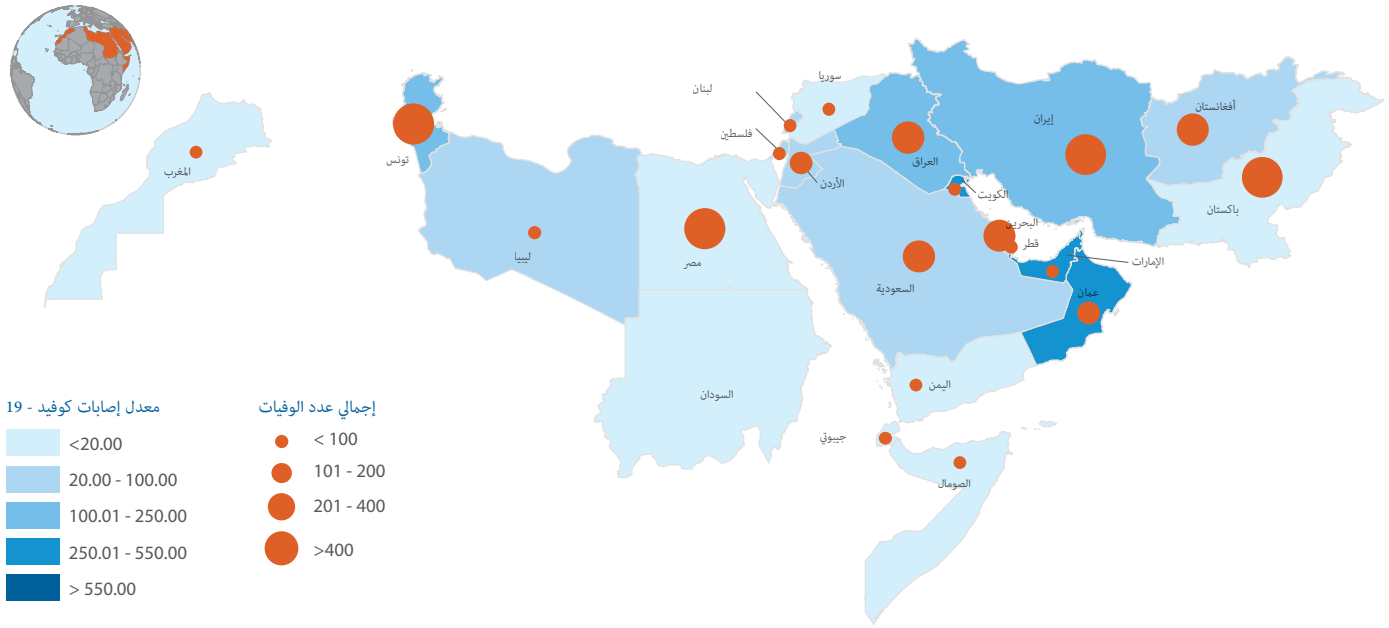 سوريا
لبنان
أفغانستان
إيران
فلسطين
العراق
تونس
المغرب
الأردن
الكويت
باكستان
البحرين
قطر
ليبيا
مصر
الإمارات
السعودية
عمان
اليمن
السودان
جيبوتي
الصومال
معدل إصابات كوفيد - 19
<20.00
20.00 - 100.00
100.01 - 250.00
250.01 - 550.00
> 550.00
إجمالي عدد الوفيات
< 100
101 - 200
201 - 400
>400